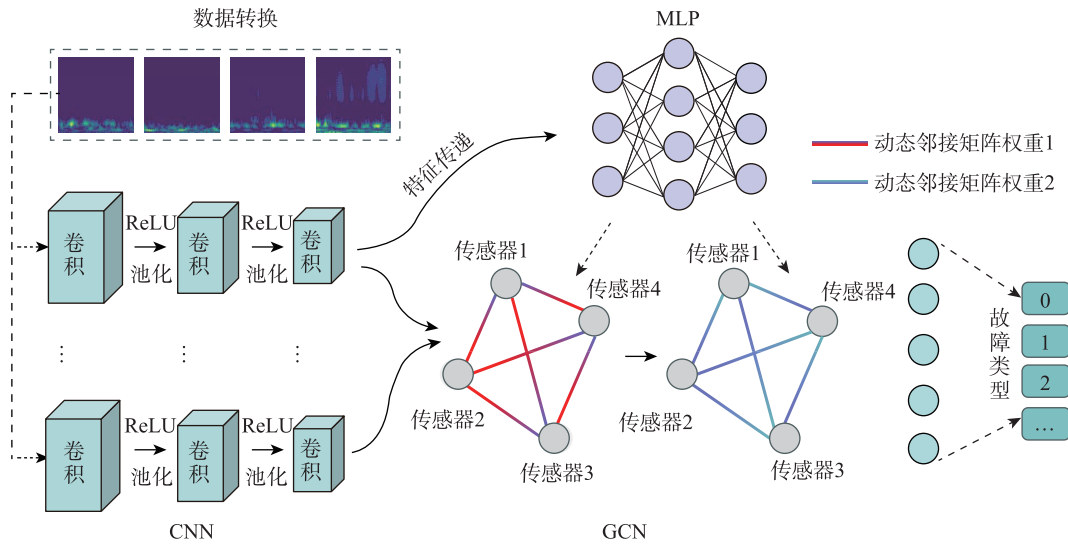 数据转换
MLP
动态邻接矩阵权重1
动态邻接矩阵权重2
特征传递
卷积
ReLU
池化
卷积
ReLU
池化
卷积
⋮
⋮
⋮
卷积
ReLU
池化
卷积
ReLU
池化
卷积
CNN
传感器1
传感器4
传感器2
传感器3
传感器1
传感器4
传感器2
传感器3
GCN
故障类型
0
1
2
…